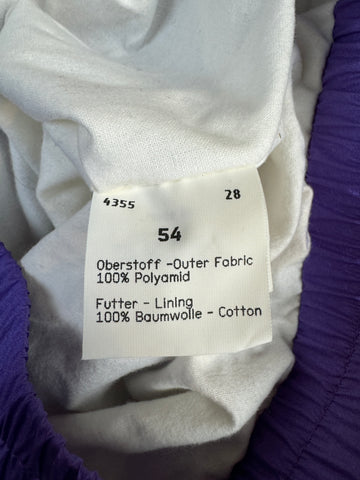 4355 28
54
Oberstoff -Outer Fabric
100% Polyamid
Futter - Lining
100% Baumwolle - Cotton